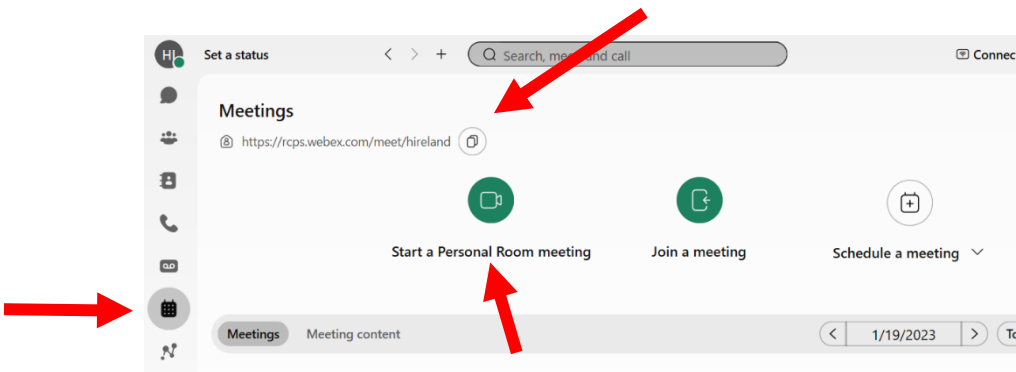 HI
Set a status
Search, meet, and call
Connec
Meetings
https://rcps.webex.com/meet/hireland
Start a Personal Room meeting
Join a meeting
Schedule a meeting
Meetings Meeting content
1/19/2023
To